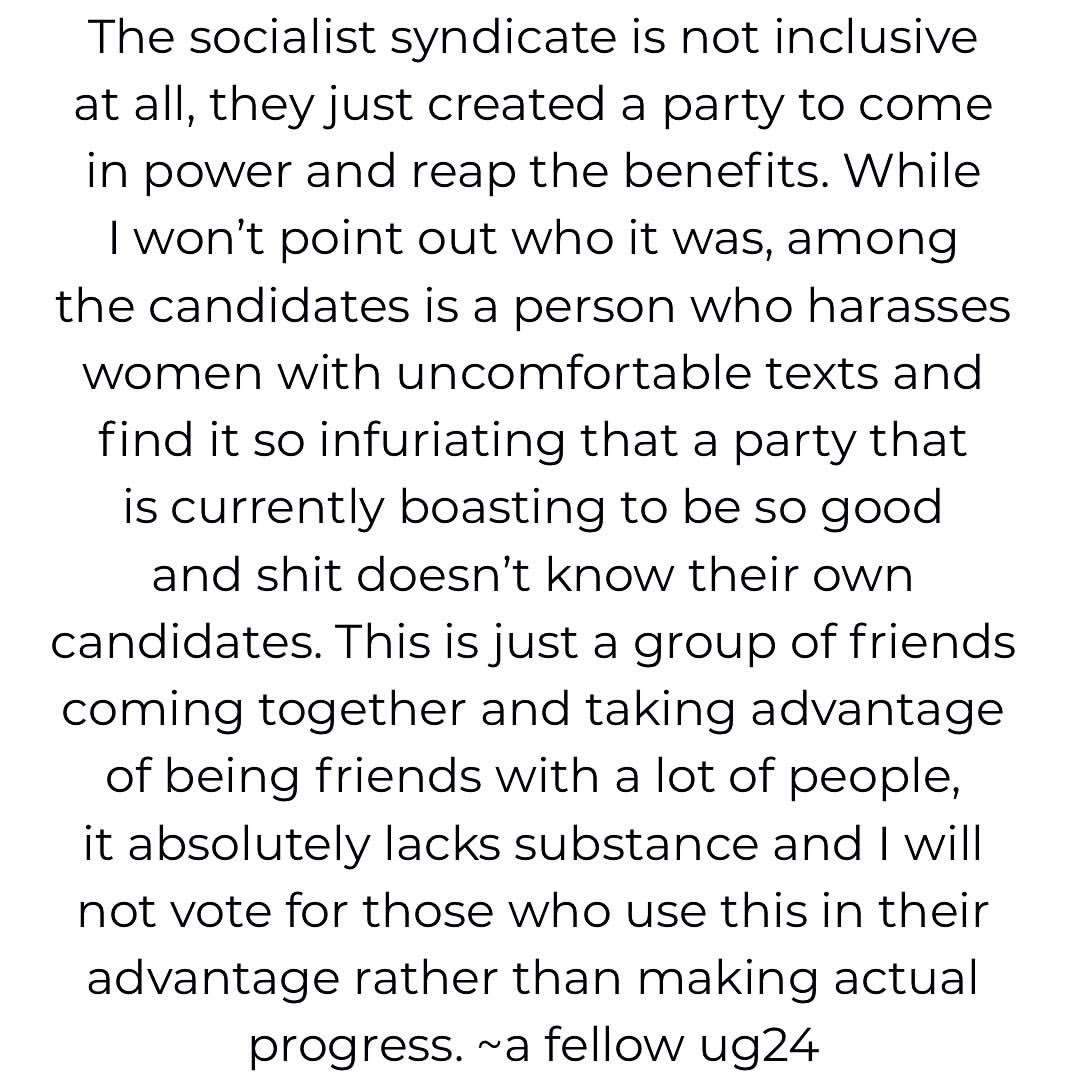 The socialist syndicate is not inclusive
at all, they just created a party to come
in power and reap the benefits. While
I won’t point out who it was, among
the candidates is a person who harasses
women with uncomfortable texts and
find it so infuriating that a party that
is currently boasting to be so good
and shit doesn’t know their own
candidates. This is just a group of friends
coming together and taking advantage
of being friends with a lot of people,
it absolutely lacks substance and I will
not vote for those who use this in their
advantage rather than making actual
progress. ~a fellow ug24